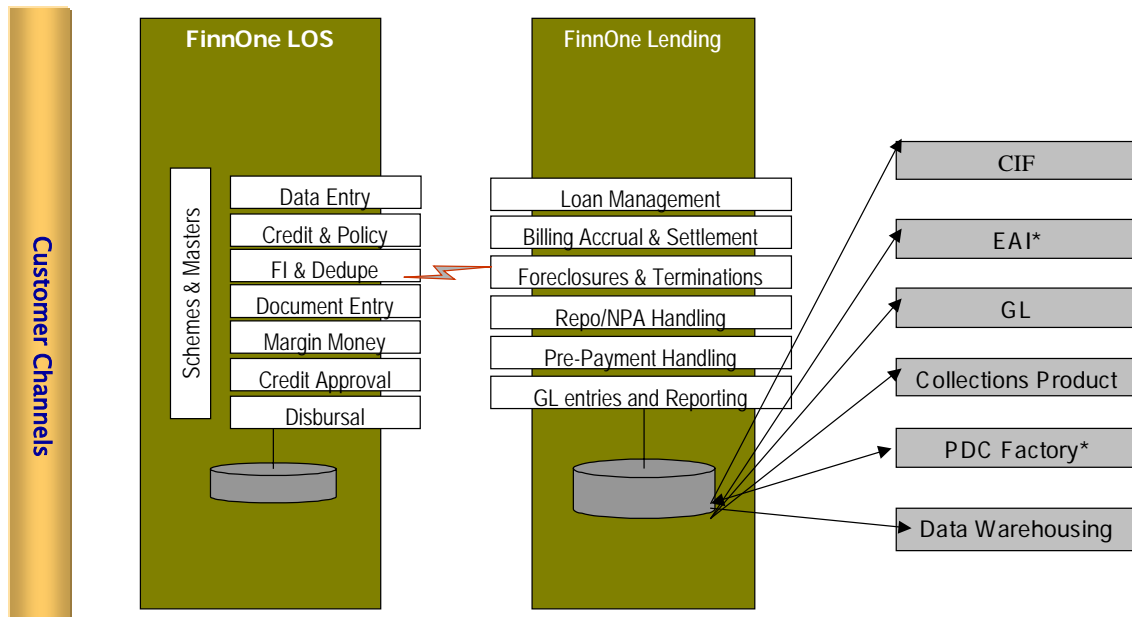 Customer Channels
FinnOne LOS
Schemes & Masters
Data Entry
Credit & Policy
FI & Dedupe
Document Entry
Margin Money
Credit Approval
Disbursal
FinnOne Lending
Loan Management
Billing Accrual & Settlement
Foreclosures & Terminations
Repo/NPA Handling
Pre-Payment Handling
GL entries and Reporting
CIF
EAI*
GL
Collections Product
PDC Factory*
Data Warehousing